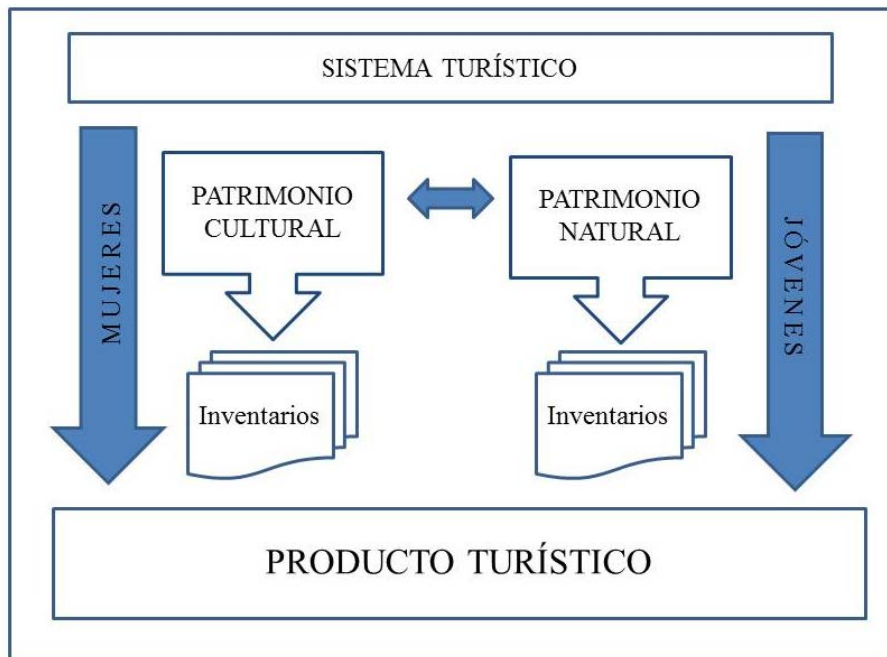 SISTEMA TURÍSTICO
PATRIMONIO
CULTURAL
PATRIMONIO
NATURAL
MUJERES
JÓVENES
Inventarios
Inventarios
PRODUCTO TURÍSTICO